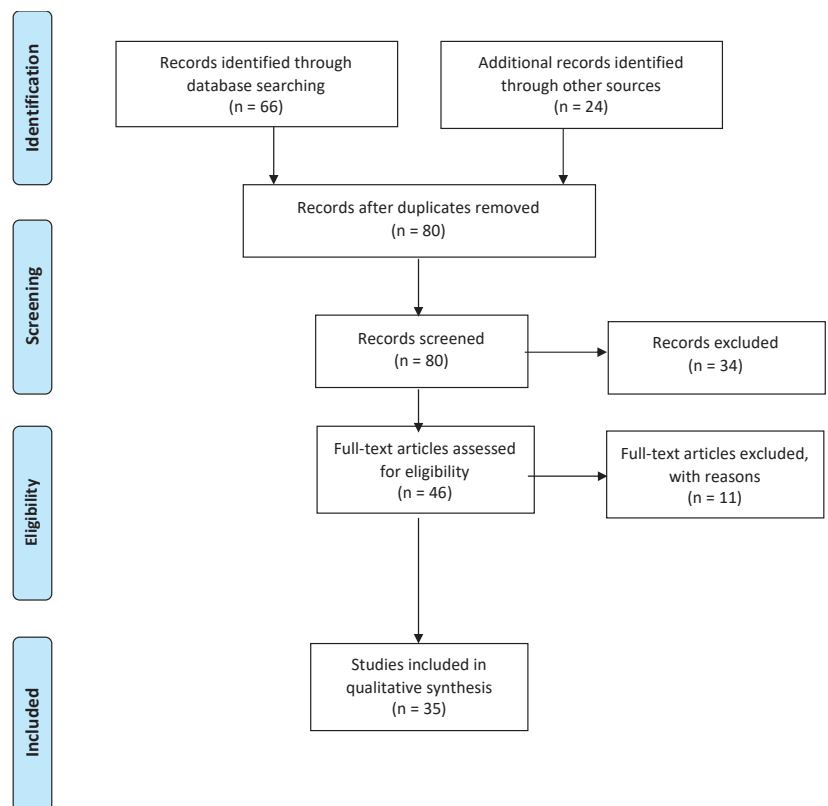 Identification
Records identified through
database searching
(n = 66)
Additional records identified
through other sources
(n = 24)
Records after duplicates removed
(n = 80)
Screening
Records screened
(n = 80)
Records excluded
(n = 34)
Eligibility
Full-text articles assessed
for eligibility
(n = 46)
Full-text articles excluded,
with reasons
(n = 11)
Included
Studies included in
qualitative synthesis
(n = 35)